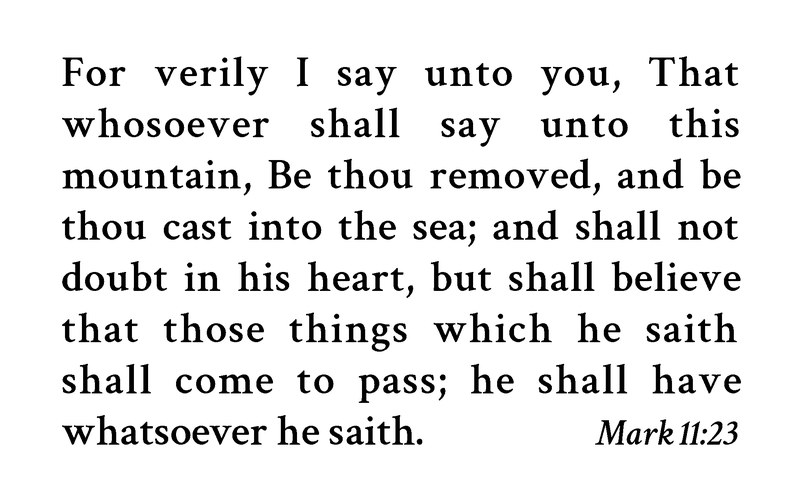 For verily I say unto you, That
whosoever shall say unto this
mountain, Be thou removed, and be
thou cast into the sea; and shall not
doubt in his heart, but shall believe
that those things which he saith
shall come to pass; he shall have
whatsoever he saith. Mark 11:23